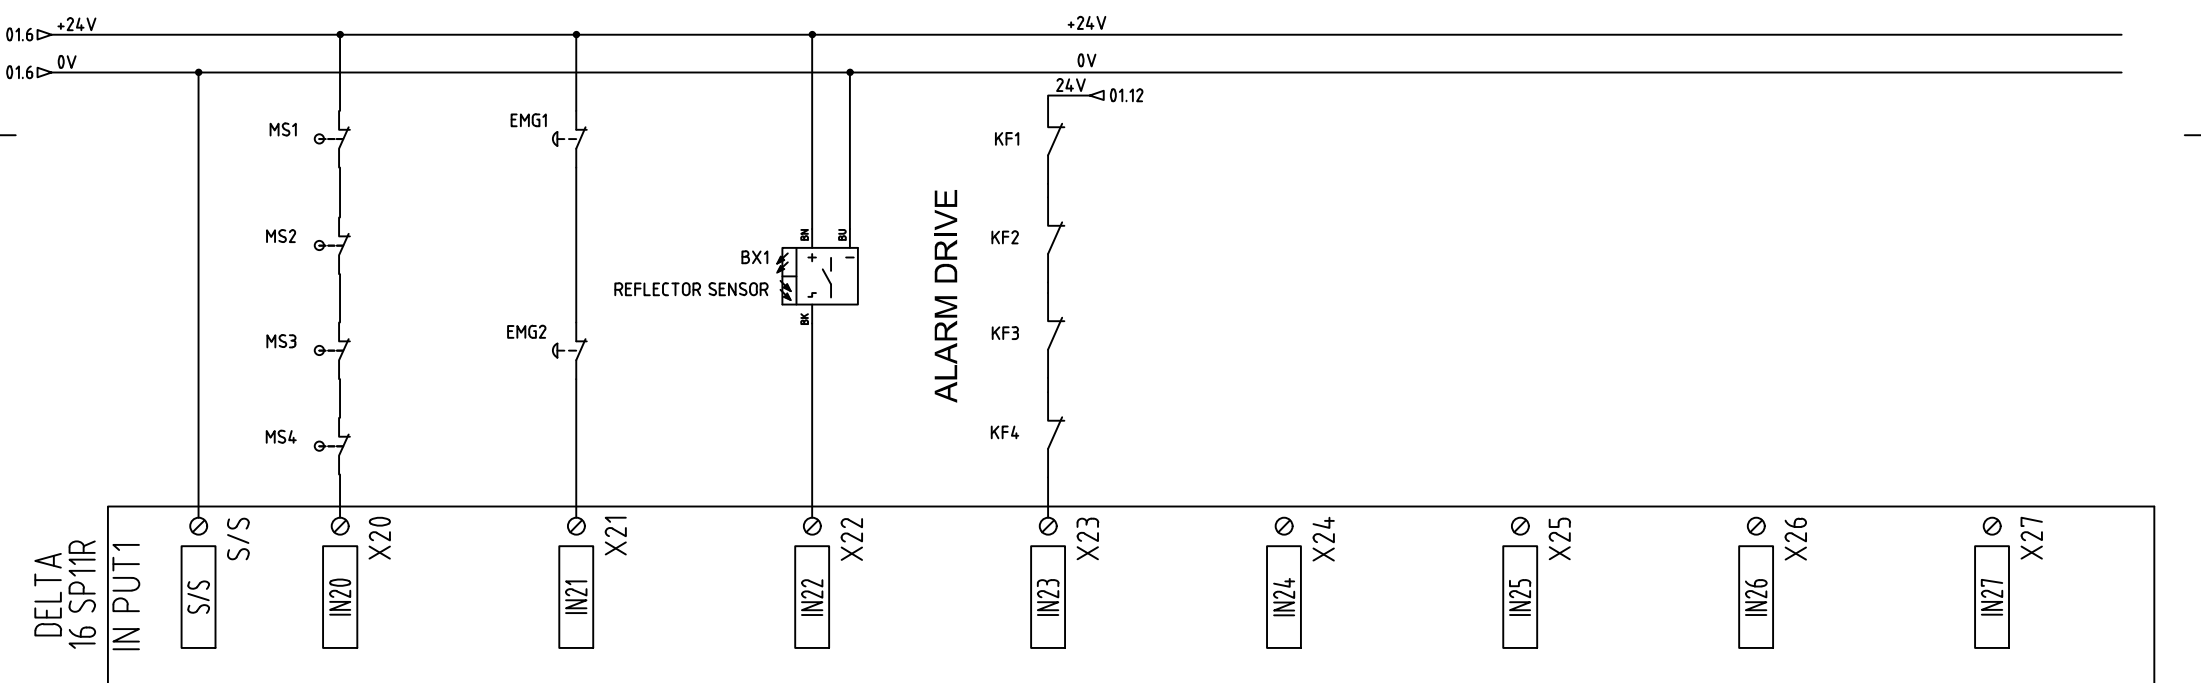 +24V
+24V
01.6
0V
0V
01.6
24V
01.12
MS1
EMG1
KF1
MS2
BN
BU
KF2
BX1
+
−
REFLECTOR SENSOR
ALARM DRIVE
BK
MS3
EMG2
KF3
MS4
KF4
DELTA
16 SP11R
IN PUT1
S/S
X20
X21
X22
X23
X24
X25
X26
X27
S/S
IN20
IN21
IN22
IN23
IN24
IN25
IN26
IN27